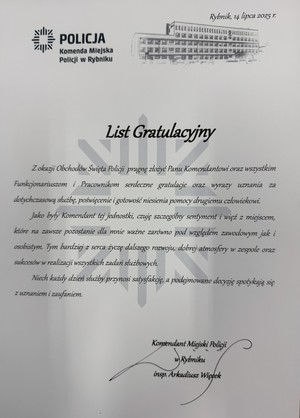 Rybnik, 14 lipca 2025 r.
POLICJA
Komenda Miejska
Policji w Rybniku
List Gratulacyjny
Z okazji Obchodów Święta Policji pragnę złożyć Panu Komendantowi oraz wszystkim
Funkcjonariuszom i Pracownikom serdeczne gratulacje oraz wyrazy uznania za
dotychczasową służbę, poświęcenie i gotowość niesienia pomocy drugiemu człowiekowi.
Jako były Komendant tej jednostki, czuję szczególny sentyment i więź z miejscem,
które na zawsze pozostanie dla mnie ważne zarówno pod względem zawodowym jak i
osobistym. Tym bardziej z serca życzę dalszego rozwoju, dobrej atmosfery w zespole oraz
sukcesów w realizacji wszystkich zadań służbowych.
Niech każdy dzień służby przynosi satysfakcję, a podejmowane decyzje spotykają się
z uznaniem i zaufaniem.
Komendant Miejski Policji
w Rybniku
insp. Arkadiusz Więcek